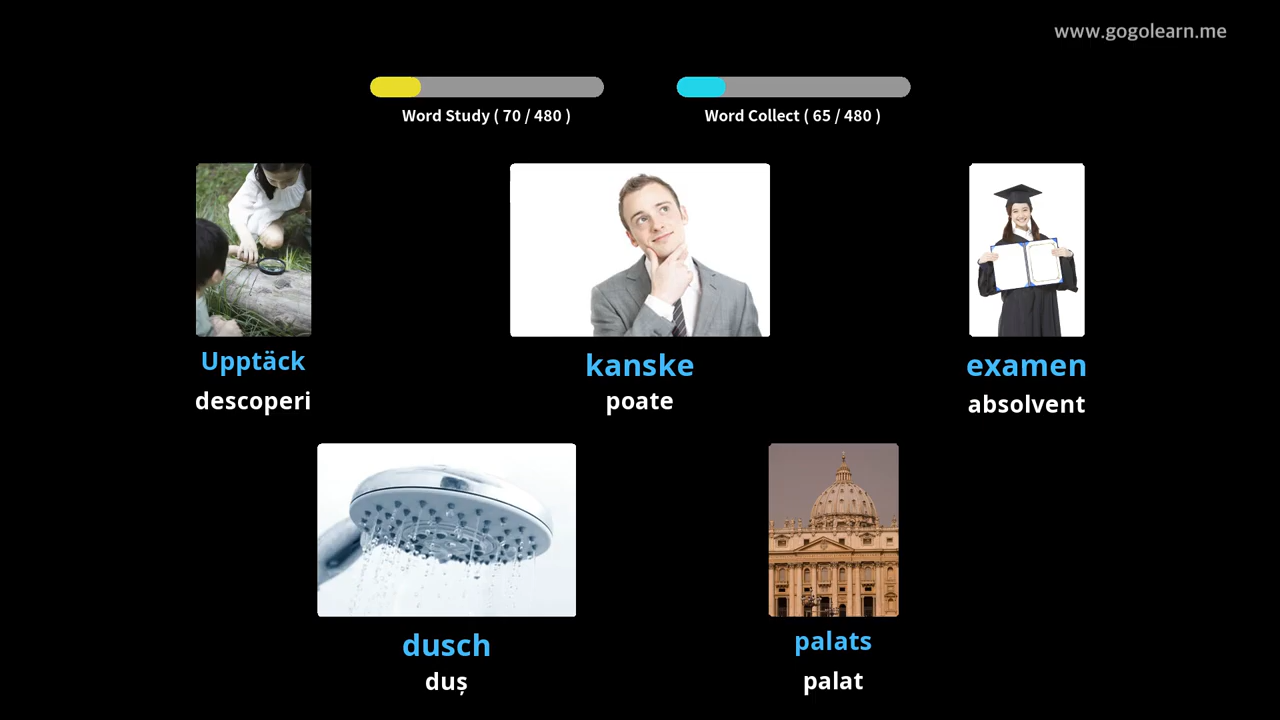 www.gogolearn.me
Word Study ( 70 / 480 )
Word Collect ( 65 / 480 )
Upptäck
descoperi
kanske
poate
examen
absolvent
dusch
duș
palats
palat